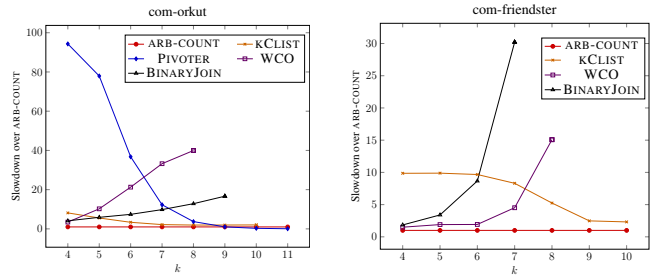 com-orkut
100
80
60
40
20
0
Slowdown over ARB-COUNT
ARB-COUNT KCLIST
PIVOTER WCO
BINARYJOIN
4 5 6 7 8 9 10 11
k
com-friendster
30
25
20
15
10
5
0
Slowdown over ARB-COUNT
ARB-COUNT
KCLIST
WCO
BINARYJOIN
4 5 6 7 8 9 10
k